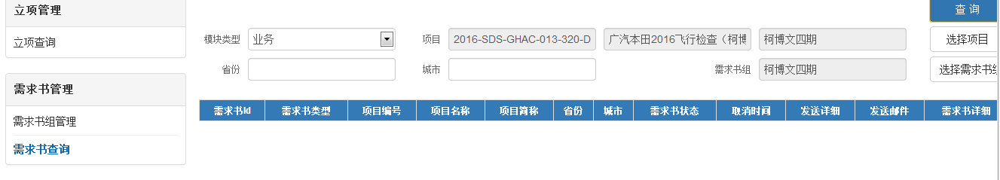 立项管理
立项查询
需求书管理
需求书组管理
需求书查询
查 询
模块类型 业务 项目 2016-SDS-GHAC-013-320-D 广汽本田2016飞行检查（柯博 柯博文四期 选择项目
省份 城市 需求书组 柯博文四期 选择需求书组
需求书Id 需求书类型 项目编号 项目名称 项目简称 省份 城市 需求书状态 取消时间 发送详细 发送邮件 需求书详细